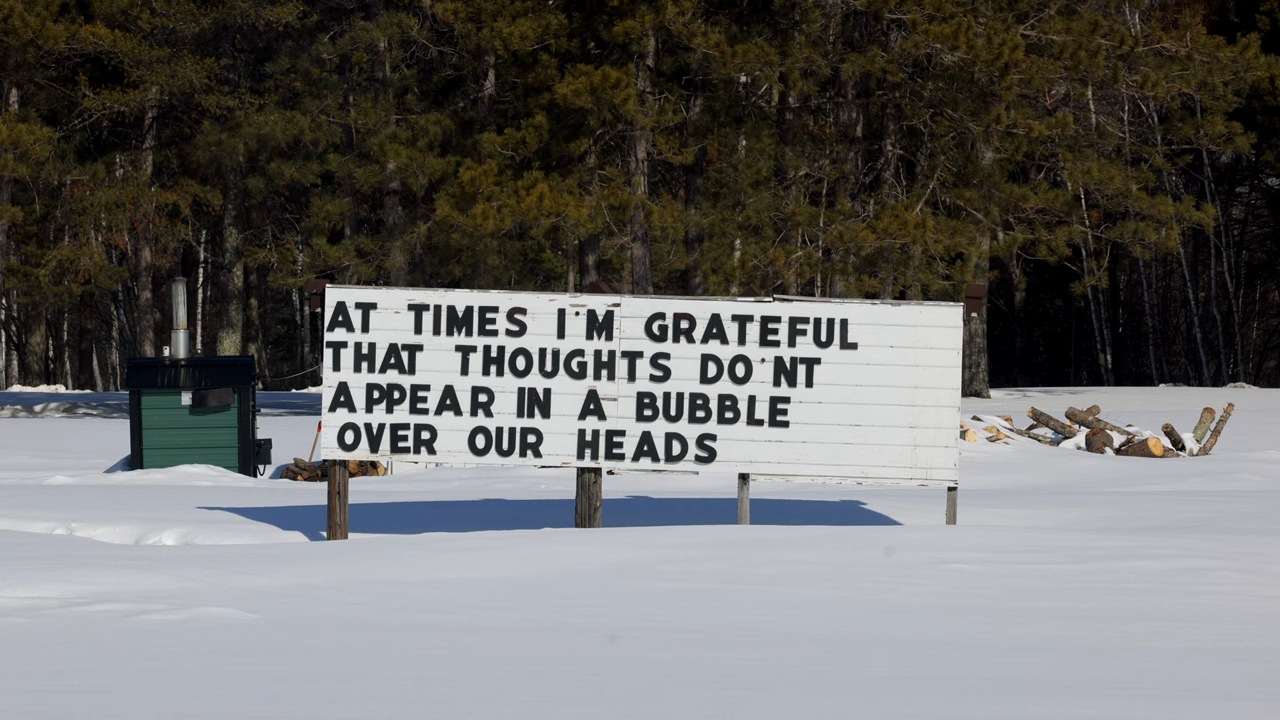 AT TIMES I'M GRATEFUL
THAT THOUGHTS DO'NT
APPEAR IN A BUBBLE
OVER OUR HEADS